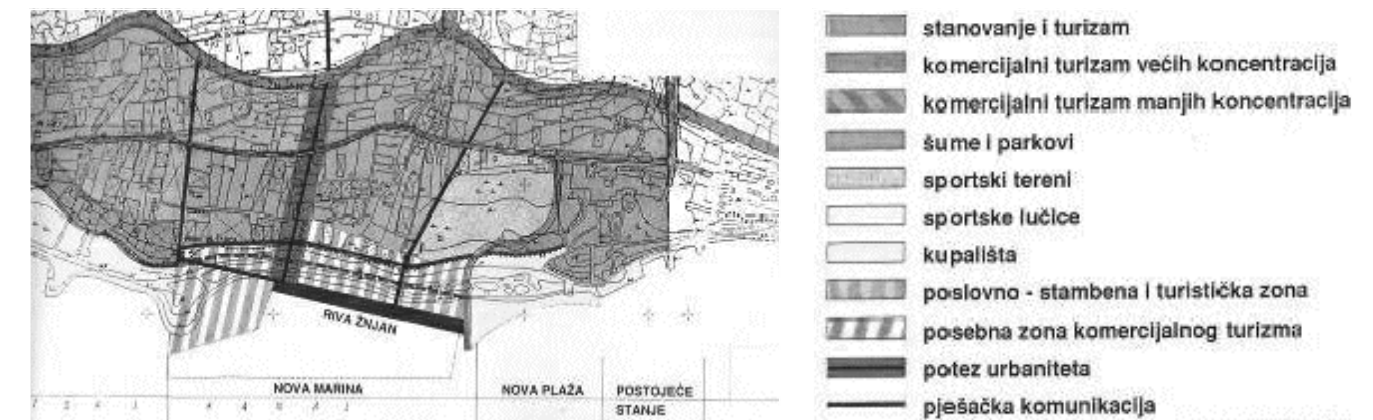 RIVA ŽNJAN
NOVA MARINA
NOVA PLAŽA
POSTOJEĆE
STANJE
stanovanje i turizam
komercijalni turizam većih koncentracija
komercijalni turizam manjih koncentracija
šume i parkovi
sportski tereni
sportske lučice
kupališta
poslovno - stambena i turistička zona
posebna zona komercijalnog turizma
potez urbaniteta
pješačka komunikacija